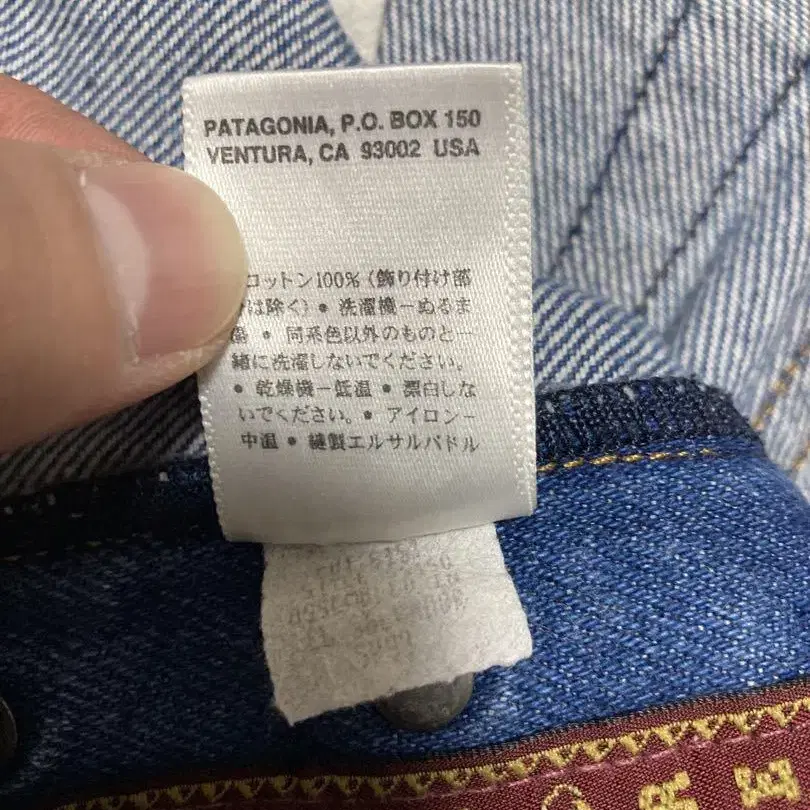 PATAGONIA, P.O. BOX 150
VENTURA, CA 93002 USA
コットン100% (飾り付け部
は除く) • 洗濯機ーぬるま
湯 • 同系色以外のものと一
緒に洗濯しないでください。
• 乾燥機ー低温 • 漂白しな
いでください。 • アイロンー
中温 • 縫製エルサルバドル